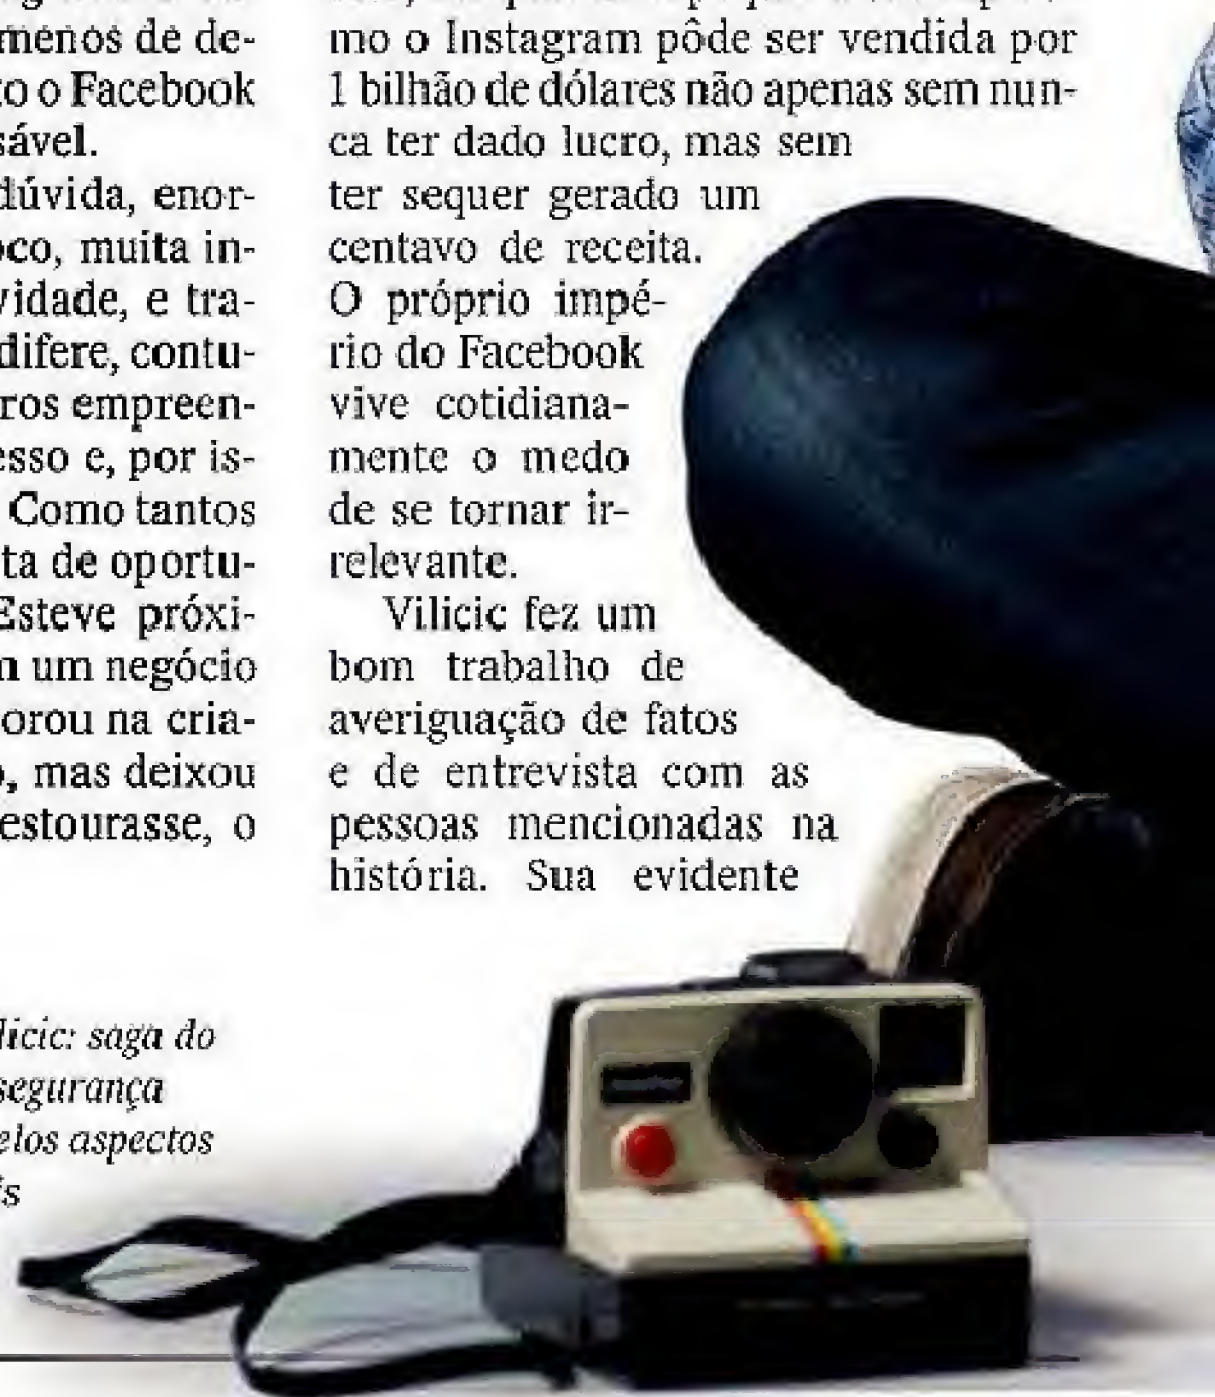 menos de de-
o o Facebook
sável.
dúvida, enor-
oco, muita in-
vidade, e tra-
difere, contu-
ros empreen-
esso e, por is-
Como tantos
ta de oportu-
Esteve próxi-
m um negócio
orou na cria-
o, mas deixou
estourasse, o
mo o Instagram pôde ser vendida por
1 bilhão de dólares não apenas sem nun-
ca ter dado lucro, mas sem
ter sequer gerado um
centavo de receita.
O próprio impé-
rio do Facebook
vive cotidiana-
mente o medo
de se tornar ir-
relevante.
Vilicic fez um
bom trabalho de
averiguação de fatos
e de entrevista com as
pessoas mencionadas na
história. Sua evidente
licic: saga do
segurança
elos aspectos
is